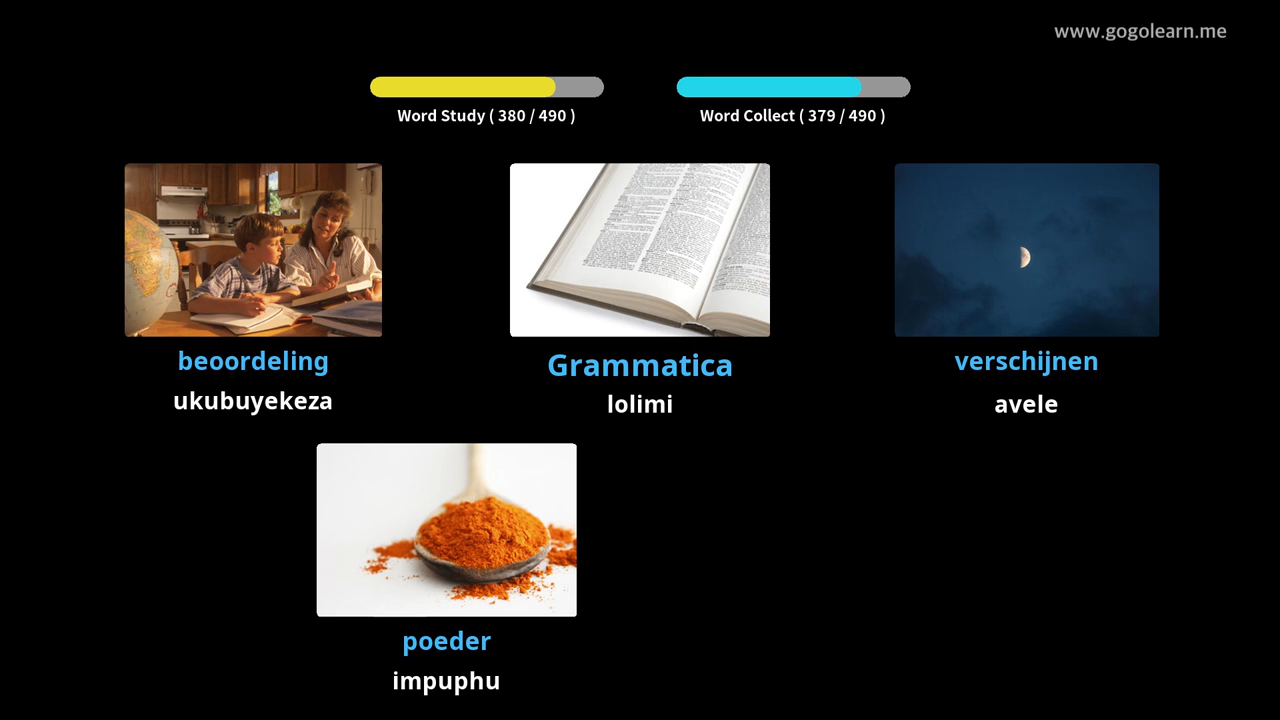 www.gogolearn.me
Word Study ( 380 / 490 )
Word Collect ( 379 / 490 )
beoordeling
ukubuyekeza
Grammatica
lolimi
verschijnen
avele
poeder
impuphu